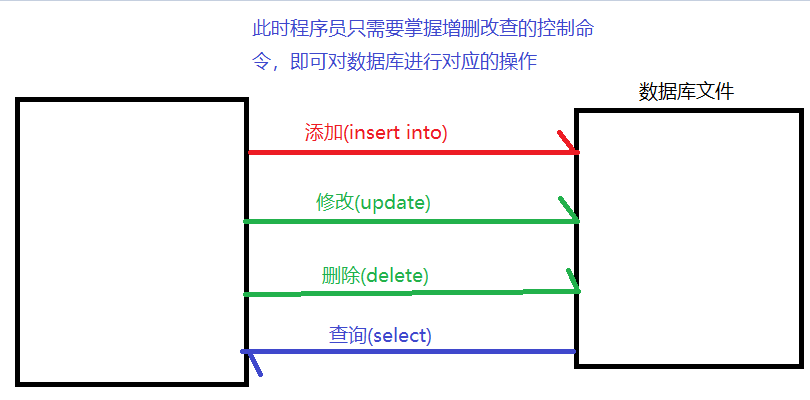 此时程序员只需要掌握增删改查的控制命
令，即可对数据库进行对应的操作
数据库文件
添加(insert into)
修改(update)
删除(delete)
查询(select)